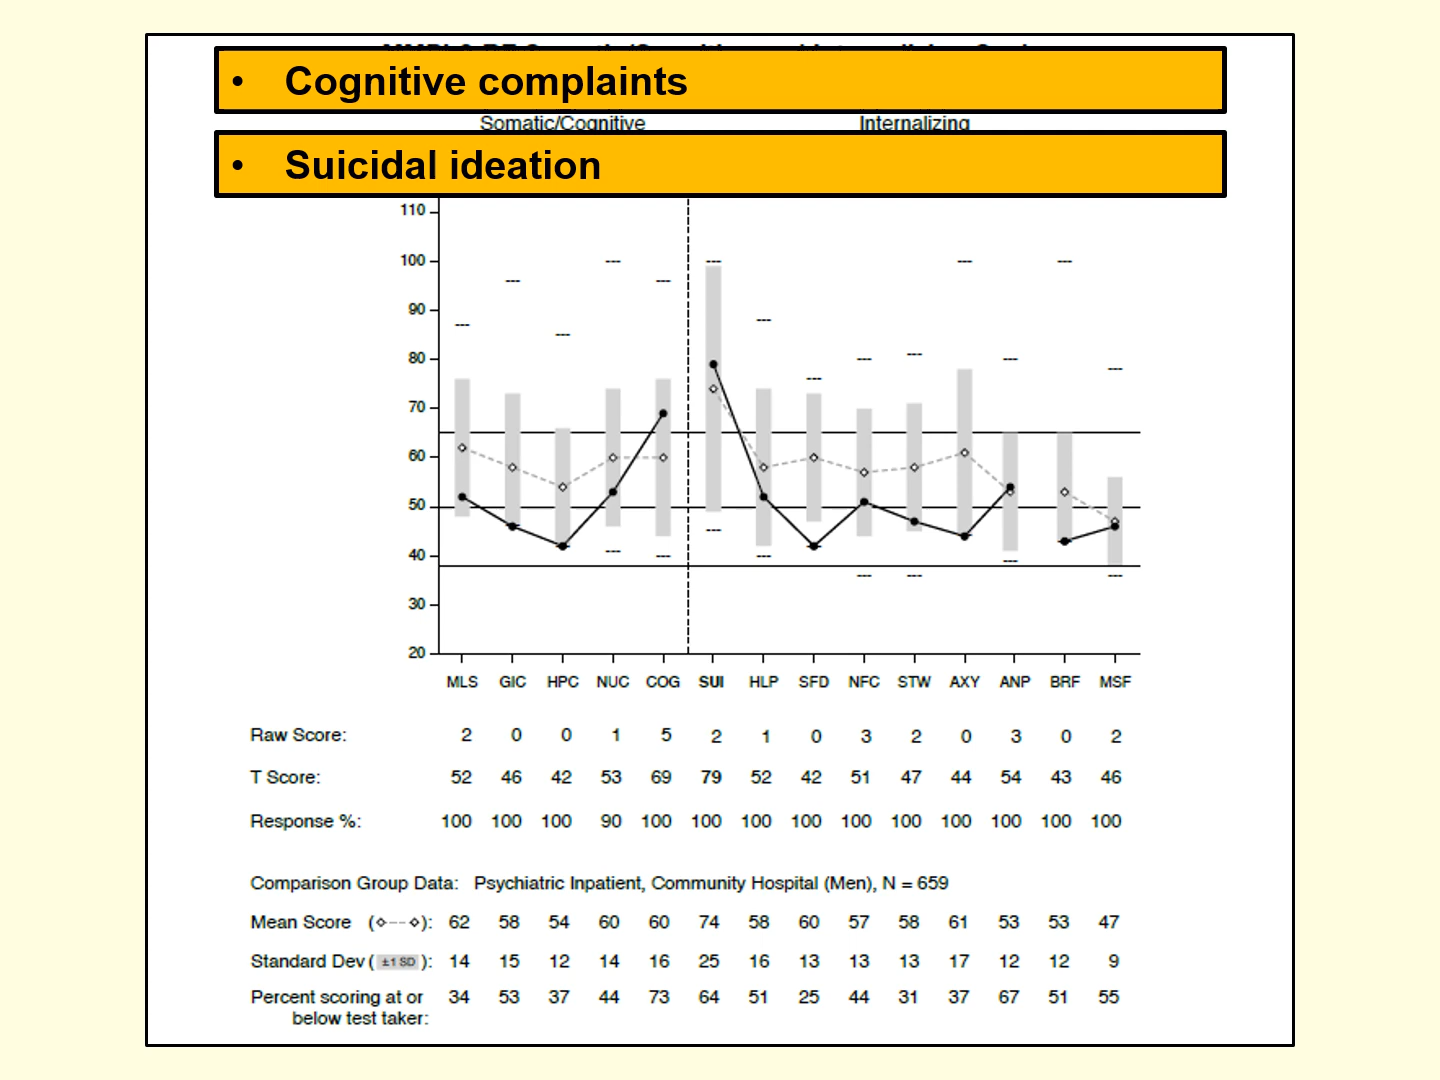 • Cognitive complaints
Somatic/Cognitive Internalizing
• Suicidal ideation
110
100
90
80
70
60
50
40
30
20
MLS GIC HPC NUC COG SUI HLP SFD NFC STW AXY ANP BRF MSF
Raw Score: 2 0 0 1 5 2 1 0 3 2 0 3 0 2
T Score: 52 46 42 53 69 79 52 42 51 47 44 54 43 46
Response %: 100 100 100 90 100 100 100 100 100 100 100 100 100 100
Comparison Group Data: Psychiatric Inpatient, Community Hospital (Men), N = 659
Mean Score (◇---◇): 62 58 54 60 60 74 58 60 57 58 61 53 53 47
Standard Dev ( ±1 SD ): 14 15 12 14 16 25 16 13 13 13 17 12 12 9
Percent scoring at or 34 53 37 44 73 64 51 25 44 31 37 67 51 55
below test taker: